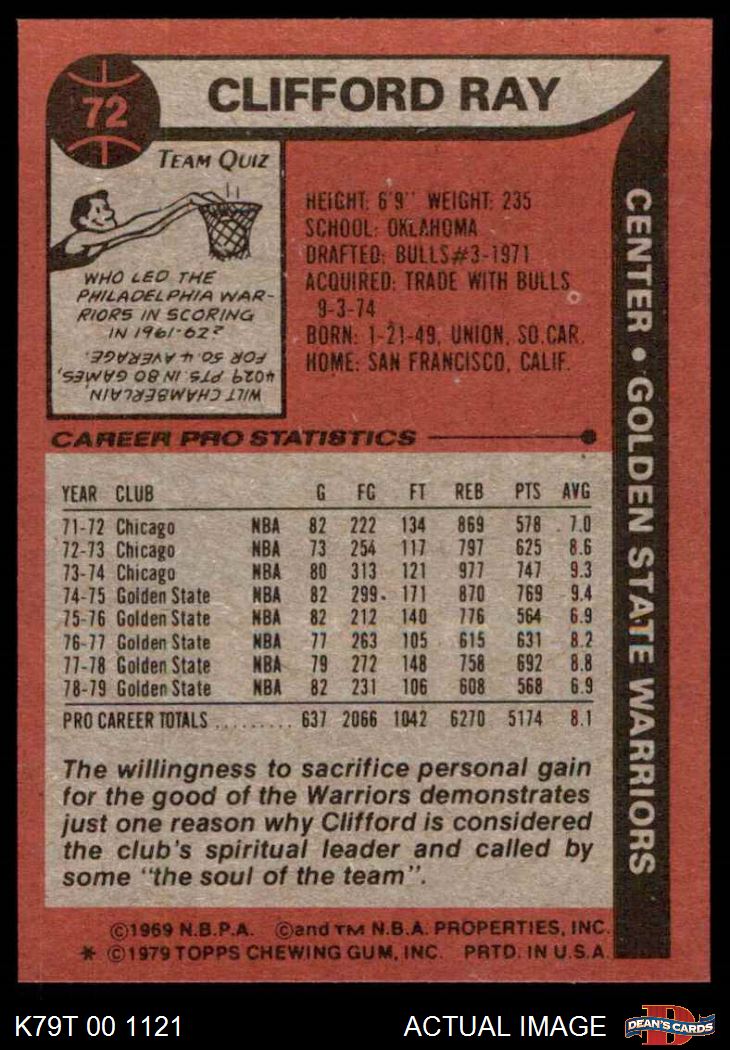 72
CLIFFORD RAY
TEAM QUIZ
WHO LED THE
PHILADELPHIA WAR-
RIORS IN SCORING
IN 1961-62?
WILT CHAMBERLAIN
4029 PTS. IN 80 GAMES,
FOR 50.4 AVERAGE.
HEIGHT: 6'9" WEIGHT: 235
SCHOOL: OKLAHOMA
DRAFTED: BULLS#3-1971
ACQUIRED: TRADE WITH BULLS
9-3-74
BORN: 1-21-49, UNION, SO.CAR.
HOME: SAN FRANCISCO, CALIF.
CENTER • GOLDEN STATE WARRIORS
CAREER PRO STATISTICS
YEAR CLUB G FG FT REB PTS AVG
71-72 Chicago NBA 82 222 134 869 578 7.0
72-73 Chicago NBA 73 254 117 797 625 8.6
73-74 Chicago NBA 80 313 121 977 747 9.3
74-75 Golden State NBA 82 299 171 870 769 9.4
75-76 Golden State NBA 82 212 140 776 564 6.9
76-77 Golden State NBA 77 263 105 615 631 8.2
77-78 Golden State NBA 79 272 148 758 692 8.8
78-79 Golden State NBA 82 231 106 608 568 6.9
PRO CAREER TOTALS ......... 637 2066 1042 6270 5174 8.1
The willingness to sacrifice personal gain
for the good of the Warriors demonstrates
just one reason why Clifford is considered
the club's spiritual leader and called by
some "the soul of the team".
©1969 N.B.P.A. ©and TM N.B.A. PROPERTIES, INC.
* ©1979 TOPPS CHEWING GUM, INC. PRTD. IN U.S.A.
K79T 00 1121
ACTUAL IMAGE
DEAN'S CARDS